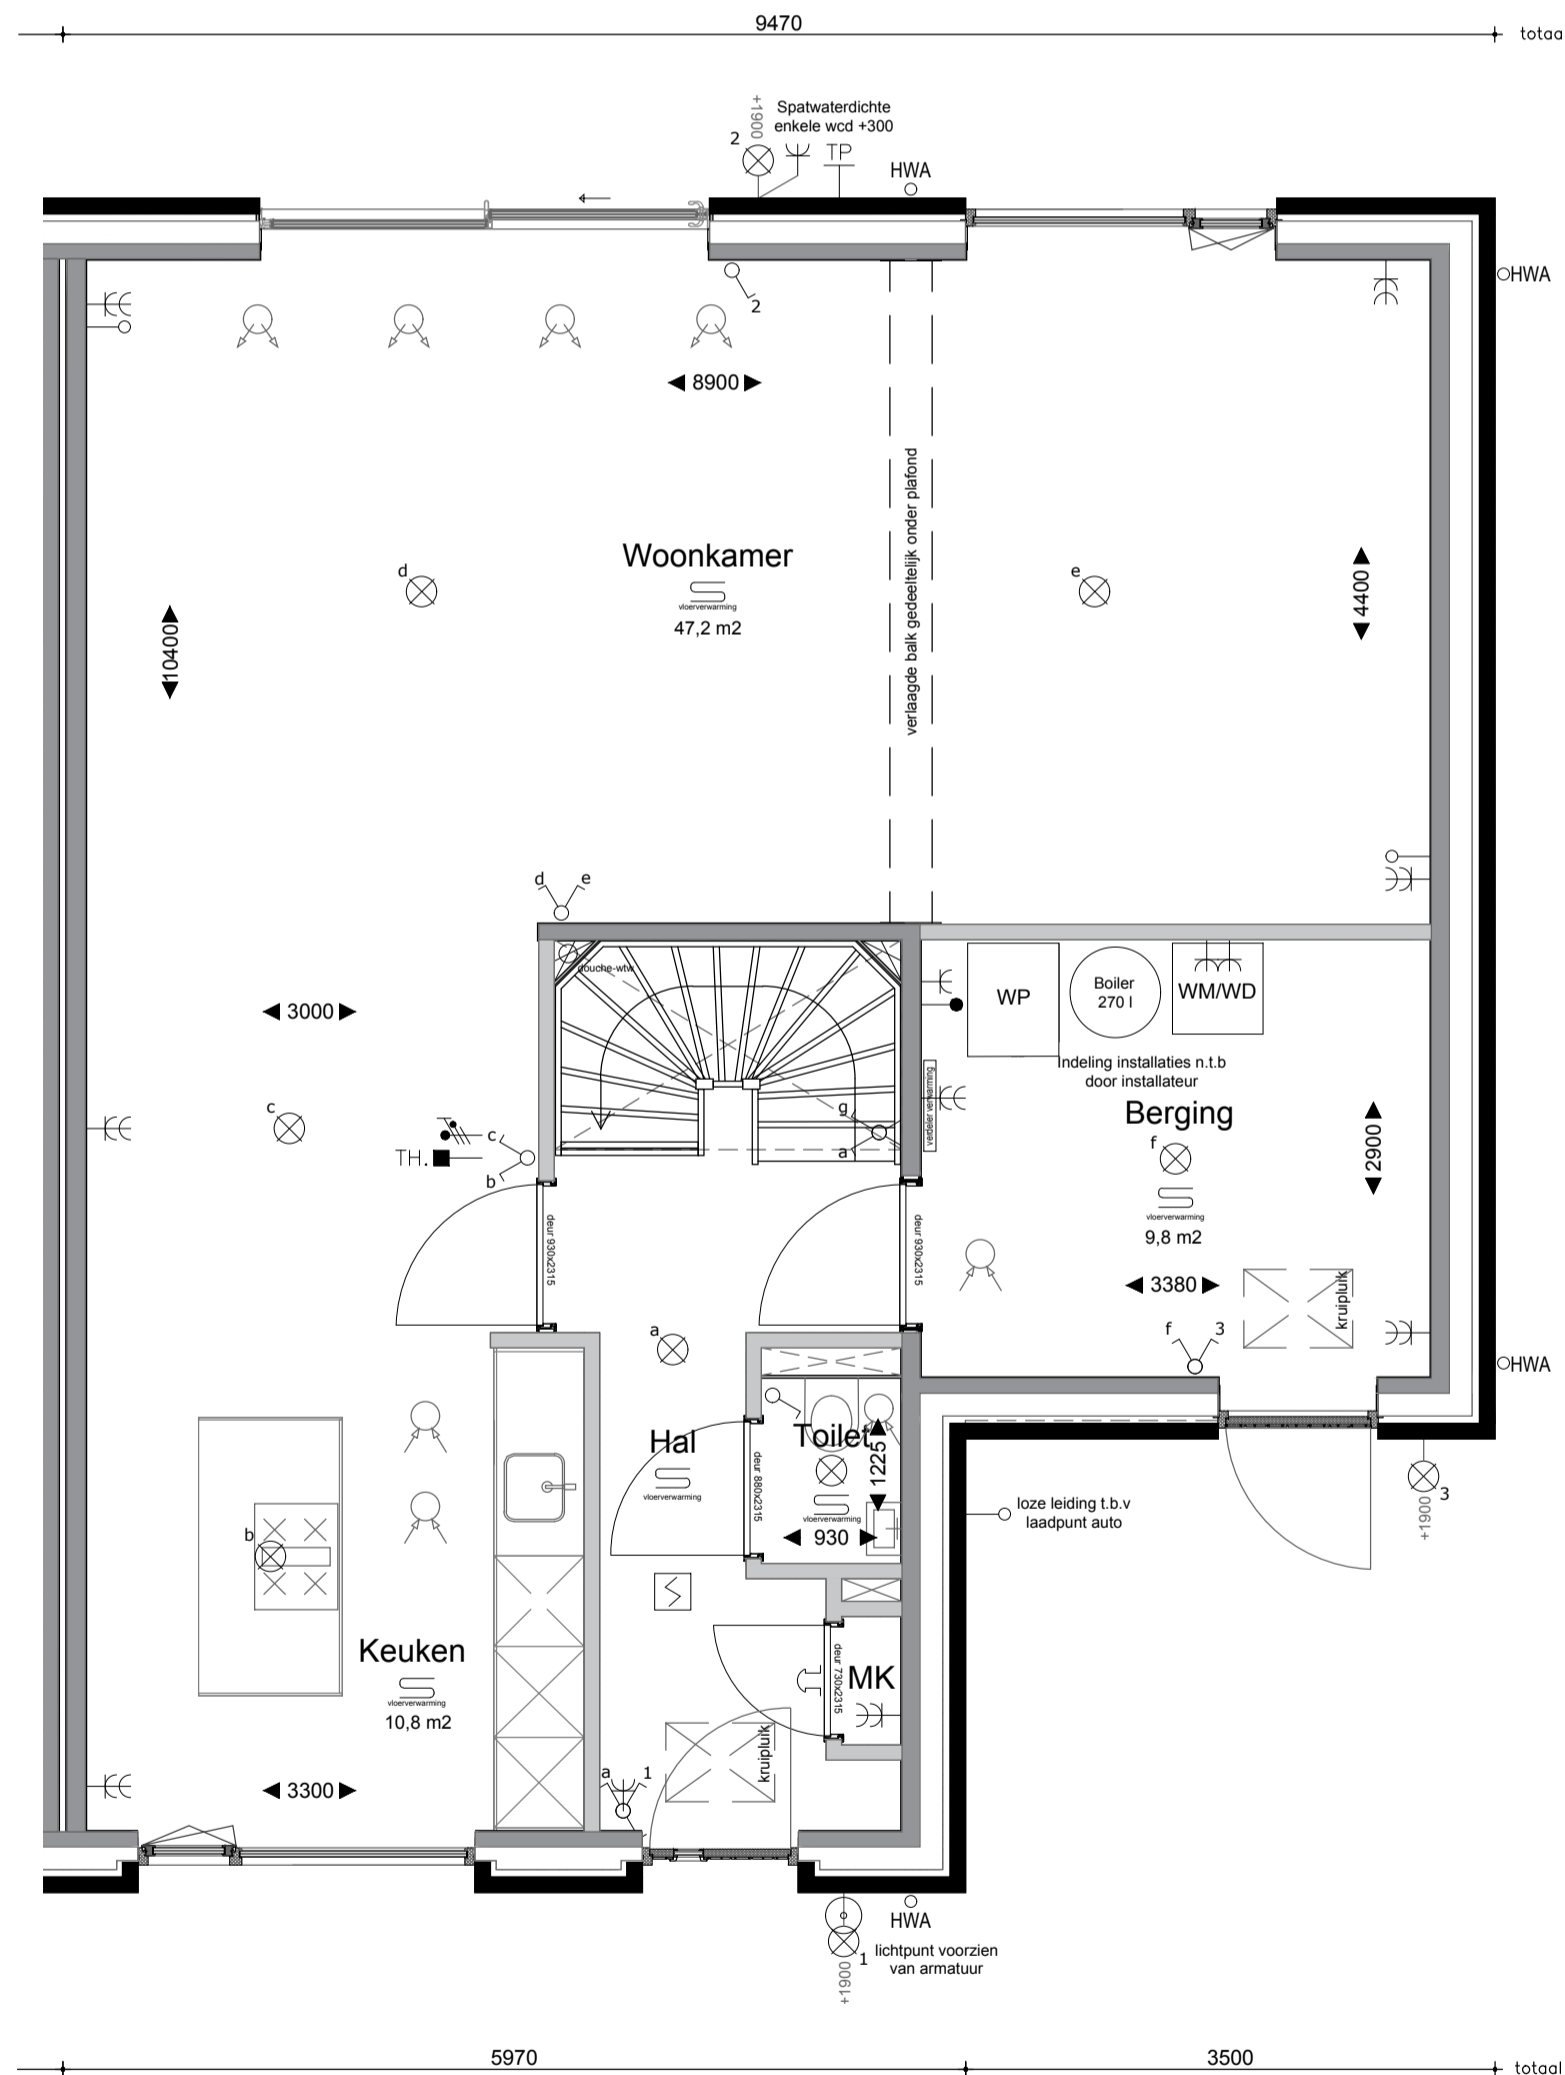 9470
totaa
+1900
Spatwaterdichte
enkele wcd +300
2
TP
HWA
HWA
2
8900
verlaagde balk gedeeltelijk onder plafond
Woonkamer
vloerverwarming
47,2 m2
d
e
10400
4400
d e
douche-wtw
WP
Boiler
270 l
WM/WD
3000
Indeling installaties n.t.b
door installateur
verdeler verwarming
Berging
c
g
a
c
b
TH.
f
vloerverwarming
9,8 m2
2900
deur 930x2315
deur 930x2315
3380
kruipluik
f 3
a
HWA
Hal
vloerverwarming
Toilet
1225
vloerverwarming
930
deur 880x2315
loze leiding t.b.v
laadpunt auto
3
+1900
b
Keuken
vloerverwarming
10,8 m2
MK
deur 730x2315
kruipluik
a 1
3300
HWA
1
lichtpunt voorzien
van armatuur
+1900
5970
3500
totaal